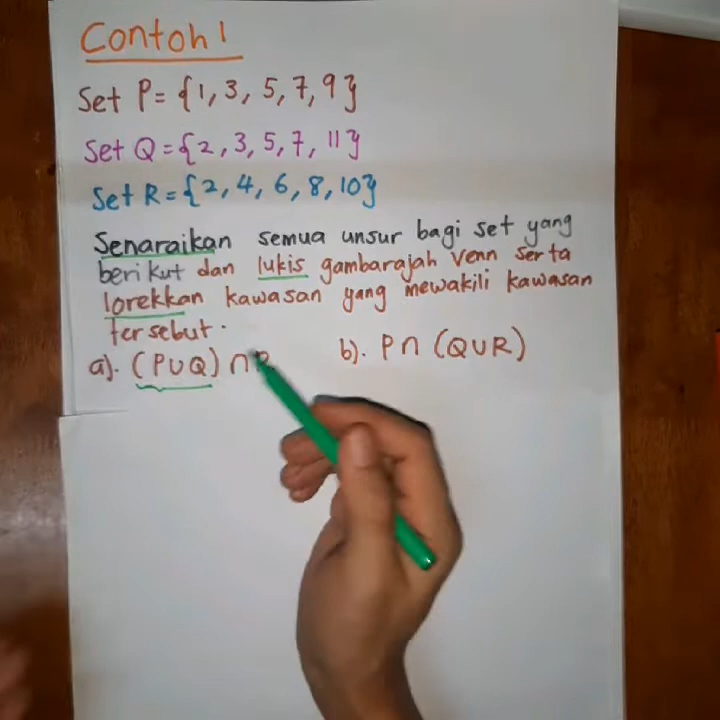 Contoh 1
Set P = {1, 3, 5, 7, 9}
Set Q = {2, 3, 5, 7, 11}
Set R = {2, 4, 6, 8, 10}
Senaraikan semua unsur bagi set yang
berikut dan lukis gambarajah venn serta
lorekkan kawasan yang mewakili kawasan
tersebut.
a). (P∪Q) ∩ R
b). P∩ (Q∪R)